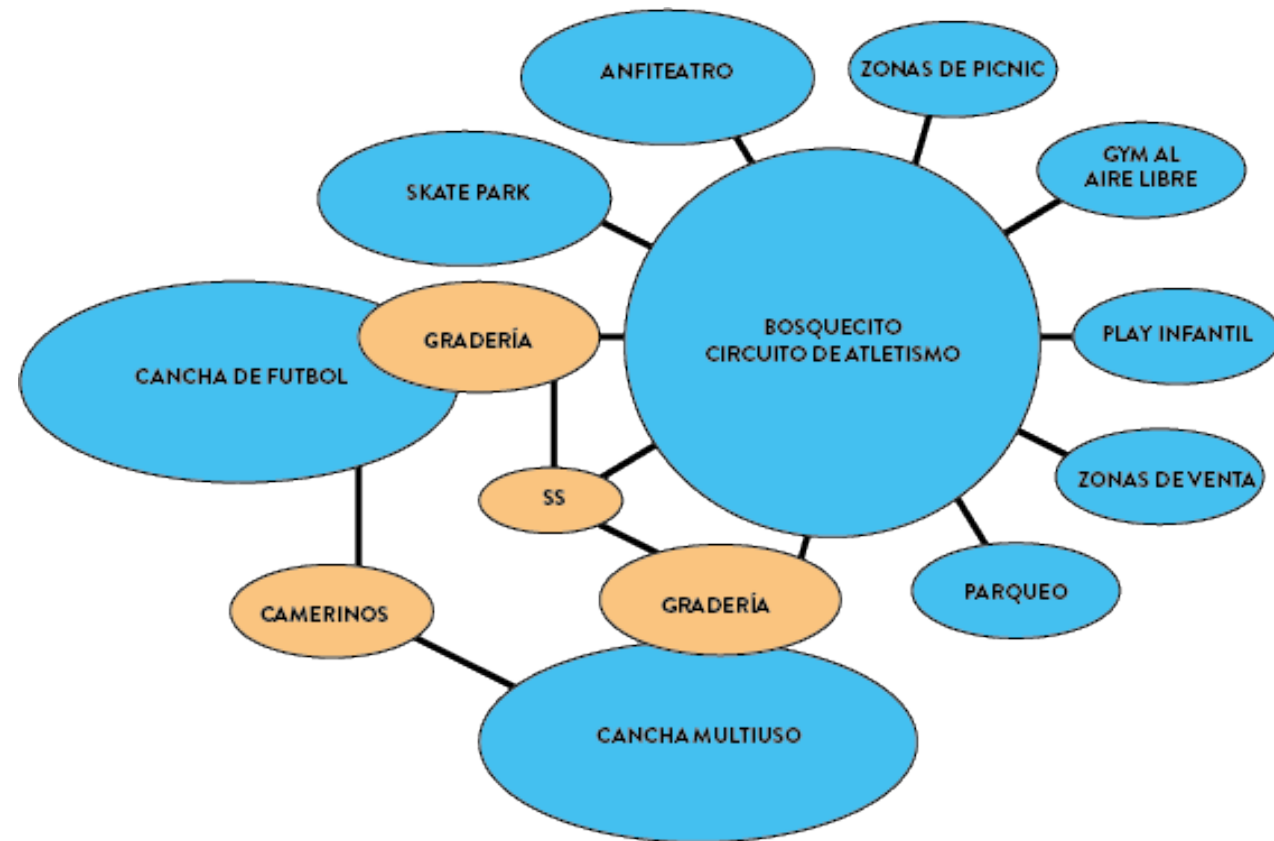 ANFITEATRO
ZONAS DE PICNIC
GYM AL
AIRE LIBRE
SKATE PARK
GRADERÍA
BOSQUECITO
CIRCUITO DE ATLETISMO
PLAY INFANTIL
CANCHA DE FUTBOL
ZONAS DE VENTA
SS
PARQUEO
CAMERINOS
GRADERÍA
CANCHA MULTIUSO